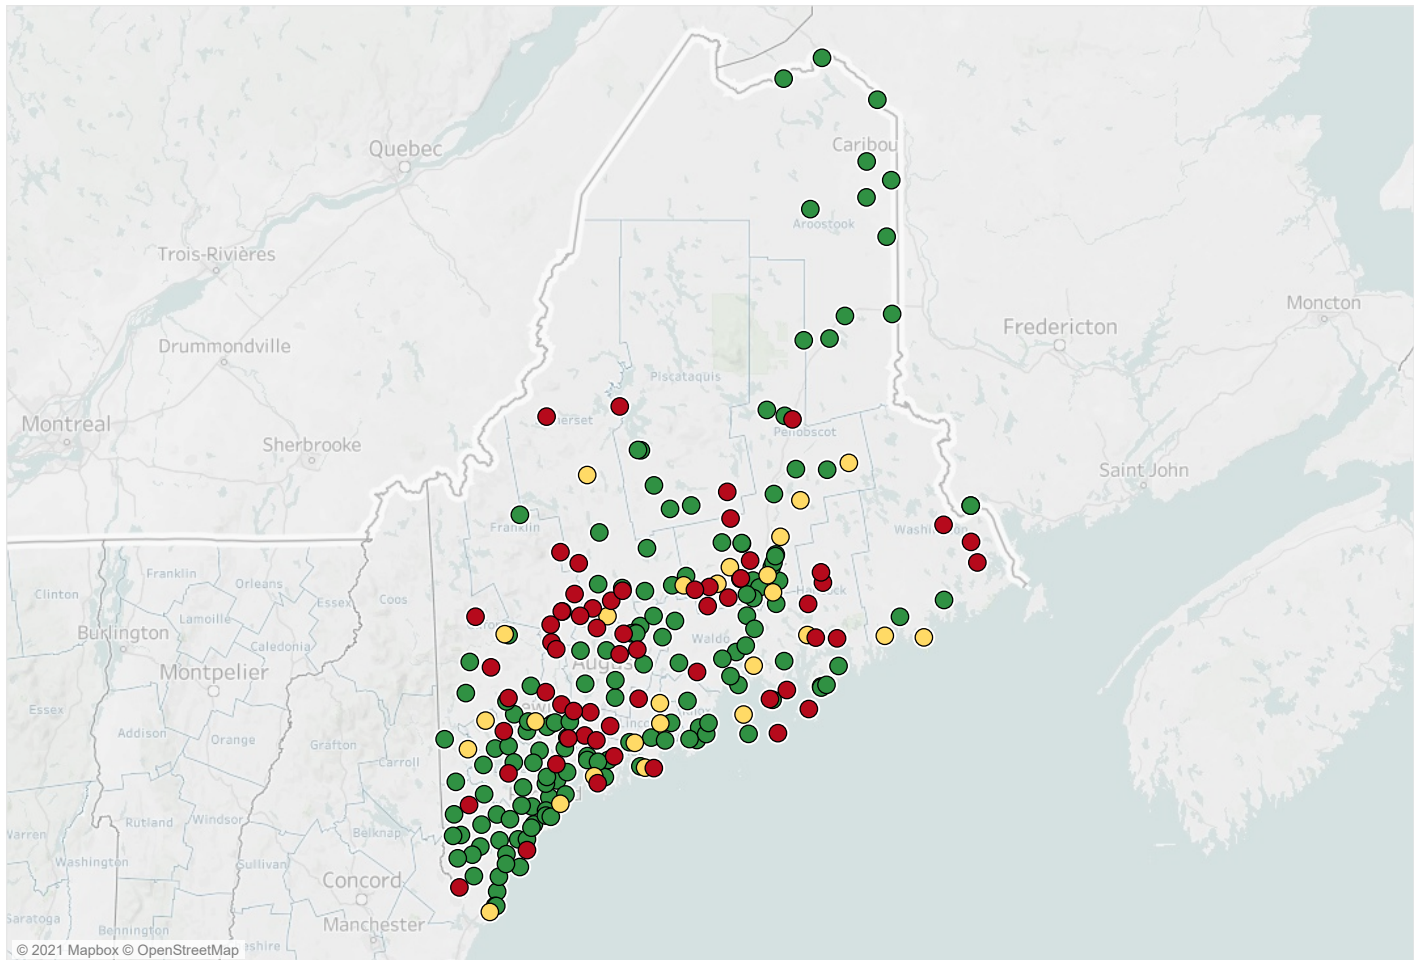 Quebec
Caribou
Aroostook
Trois-Rivières
Moncton
Fredericton
Drummondville
Piscataquis
Montreal
Sherbrooke
Penobscot
Saint John
Franklin
Washington
Franklin
Orleans
Clinton
Essex
Coos
Lamoille
Burlington
Caledonia
Waldo
Montpelier
Essex
Addison
Orange
Grafton
Carroll
Rutland
Windsor
Belknap
Washington
Sullivan
Concord
Manchester
Saratoga
Bennington
© 2021 Mapbox © OpenStreetMap